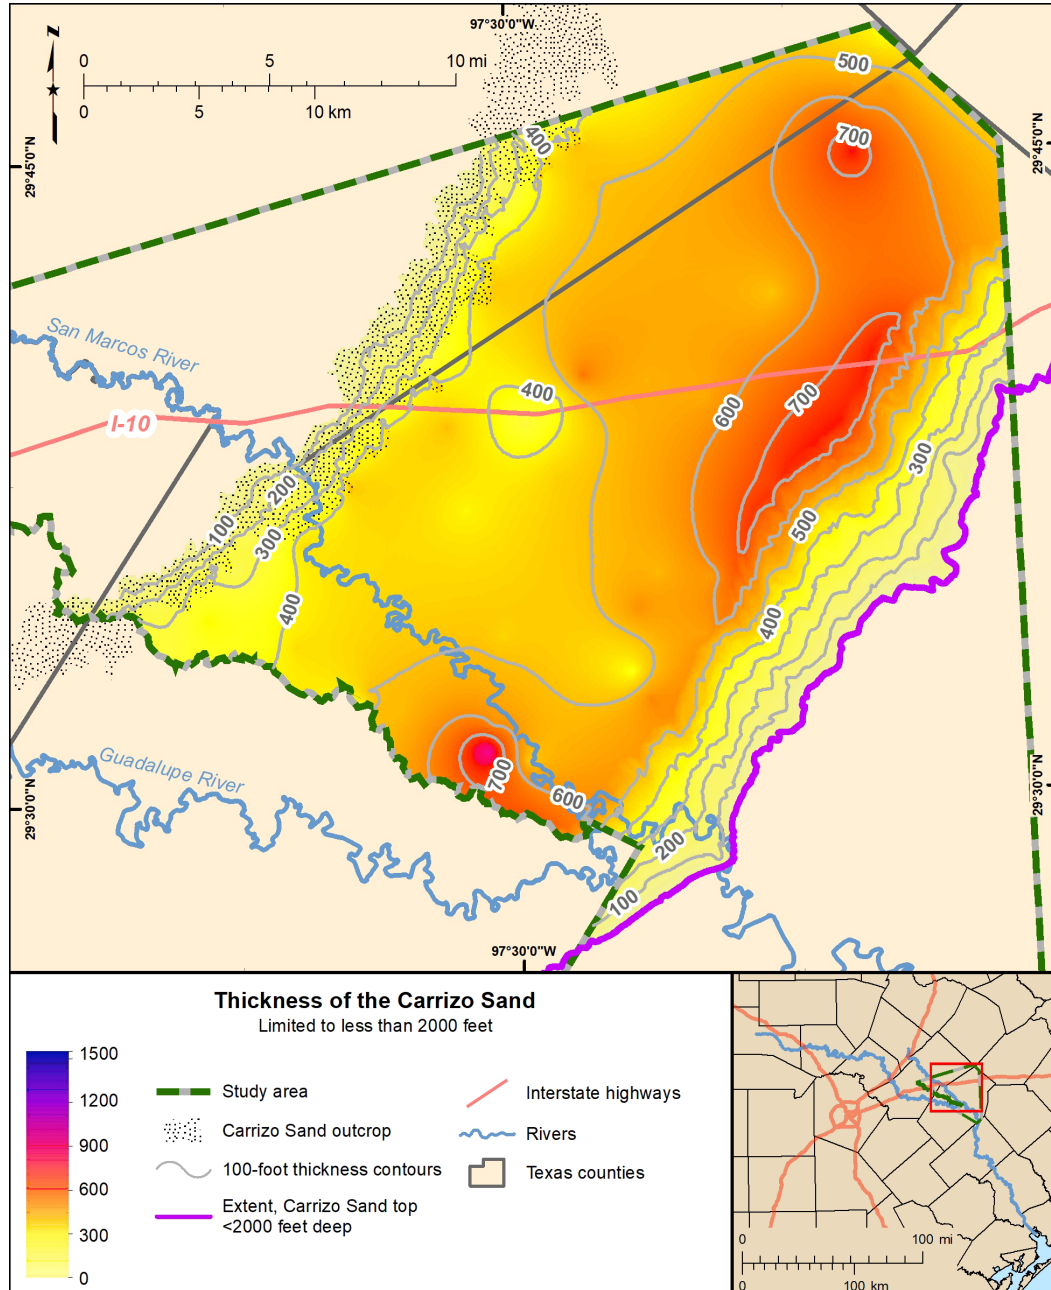 97°30'0"W
z
0 5 10 mi
0 5 10 km
29°45'0"N
29°45'0"N
500
700
400
San Marcos River
I-10
400
700
600
300
200
100
300
500
400
400
Guadalupe River
700
600
200
100
29°30'0"N
29°30'0"N
97°30'0"W
Thickness of the Carrizo Sand
Limited to less than 2000 feet
1500
1200
900
600
300
0
Study area
Carrizo Sand outcrop
100-foot thickness contours
Extent, Carrizo Sand top
<2000 feet deep
Interstate highways
Rivers
Texas counties
0 100 mi
0 100 km